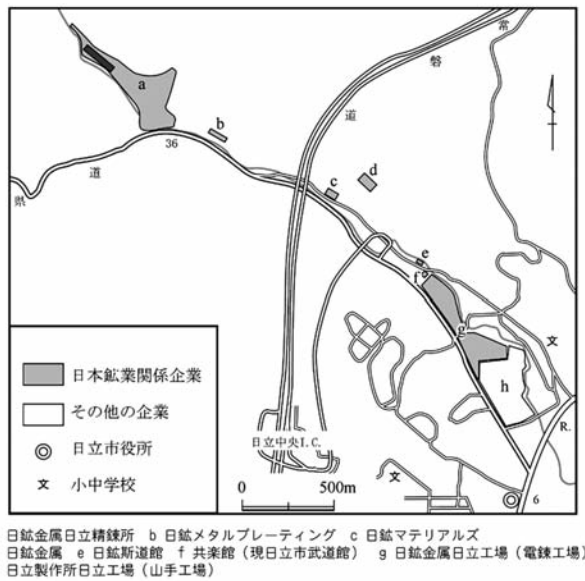 常
磐
道
a
b
36
道
県
c
d
e
f
g
文
h
日本鉱業関係企業
その他の企業
日立市役所
文 小中学校
日立中央I.C.
0 500m
文
R.
6
日鉱金属日立精錬所 b 日鉱メタルプレーティング c 日鉱マテリアルズ
日鉱金属 e 日鉱斯道館 f 共楽館（現日立市武道館） g 日鉱金属日立工場（電錬工場）
日立製作所日立工場（山手工場）